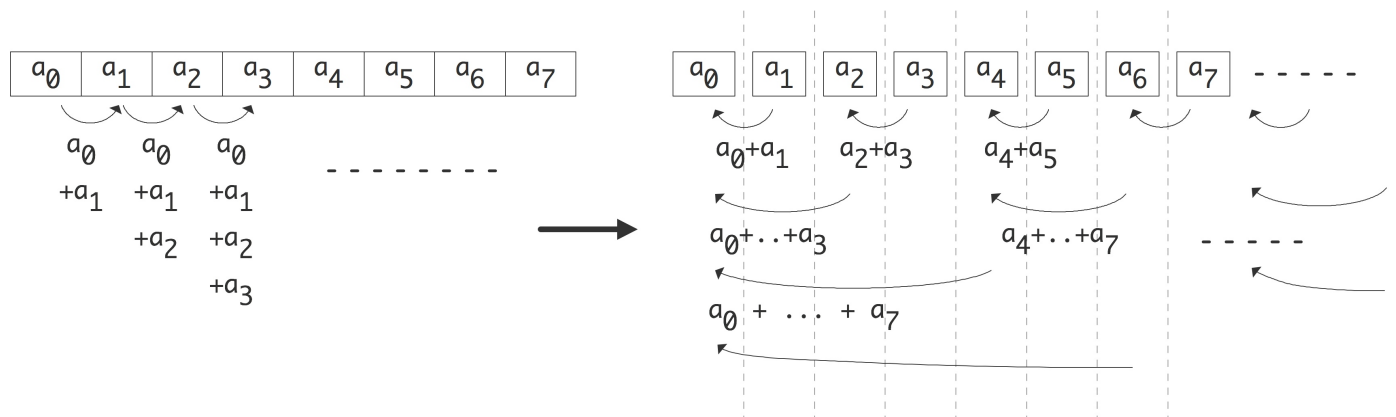 a0 a1 a2 a3 a4 a5 a6 a7
a0 a0 a0
+a1 +a1 +a1
+a2 +a2
+a3
a0 a1 a2 a3 a4 a5 a6 a7
a0+a1 a2+a3 a4+a5
a0+..+a3 a4+..+a7
a0 + ... + a7